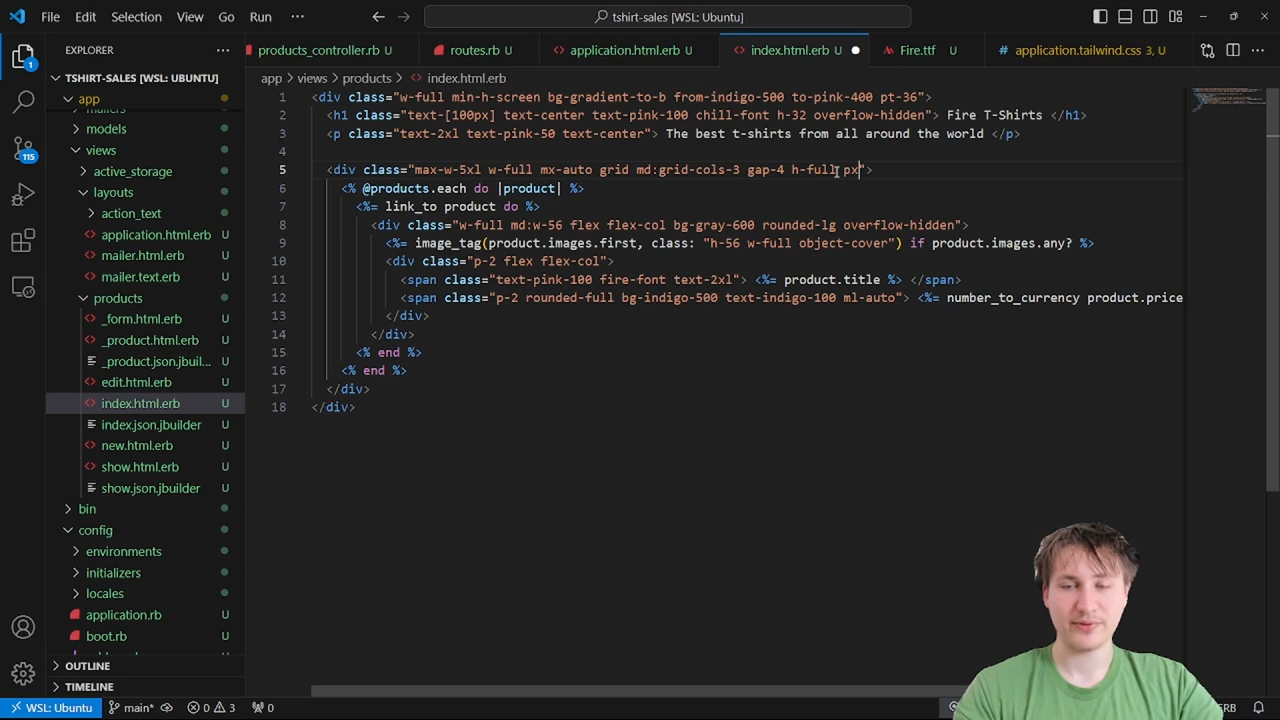 File Edit Selection View Go Run ··· tshirt-sales [WSL: Ubuntu]
EXPLORER ···
products_controller.rb U routes.rb U application.html.erb U index.html.erb U Fire.ttf U application.tailwind.css 3, U ···
app > views > products > index.html.erb
TSHIRT-SALES [WSL: UBUNTU]
app
models
views
active_storage
layouts
action_text
application.html.erb U
mailer.html.erb U
mailer.text.erb U
products
_form.html.erb U
_product.html.erb U
_product.json.jbuil... U
edit.html.erb U
index.html.erb U
index.json.jbuilder U
new.html.erb U
show.html.erb U
show.json.jbuilder U
bin
config
environments
initializers
locales
application.rb U
boot.rb U
OUTLINE
TIMELINE
1
115
1 <div class="w-full min-h-screen bg-gradient-to-b from-indigo-500 to-pink-400 pt-36">
2 <h1 class="text-[100px] text-center text-pink-100 chill-font h-32 overflow-hidden"> Fire T-Shirts </h1>
3 <p class="text-2xl text-pink-50 text-center"> The best t-shirts from all around the world </p>
4
5 <div class="max-w-5xl w-full mx-auto grid md:grid-cols-3 gap-4 h-full px">
6 <% @products.each do |product| %>
7 <%= link_to product do %>
8 <div class="w-full md:w-56 flex flex-col bg-gray-600 rounded-lg overflow-hidden">
9 <%= image_tag(product.images.first, class: "h-56 w-full object-cover") if product.images.any? %>
10 <div class="p-2 flex flex-col">
11 <span class="text-pink-100 fire-font text-2xl"> <%= product.title %> </span>
12 <span class="p-2 rounded-full bg-indigo-500 text-indigo-100 ml-auto"> <%= number_to_currency product.price
13 </div>
14 </div>
15 <% end %>
16 <% end %>
17 </div>
18 </div>
WSL: Ubuntu main* 0 3 0